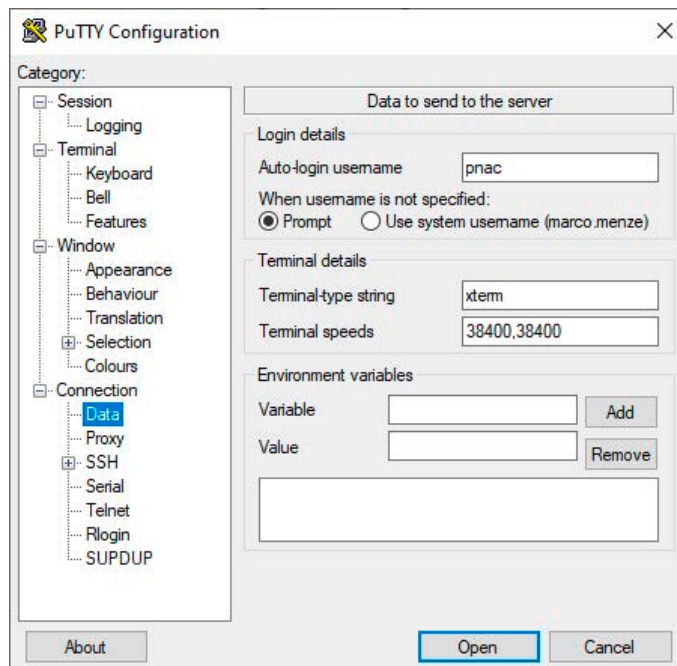 PuTTY Configuration
Category:
Session
Logging
Terminal
Keyboard
Bell
Features
Window
Appearance
Behaviour
Translation
Selection
Colours
Connection
Data
Proxy
SSH
Serial
Telnet
Rlogin
SUPDUP
Data to send to the server
Login details
Auto-login username pnac
When username is not specified:
Prompt Use system username (marco.menze)
Terminal details
Terminal-type string xterm
Terminal speeds 38400,38400
Environment variables
Variable Add
Value Remove
About Open Cancel